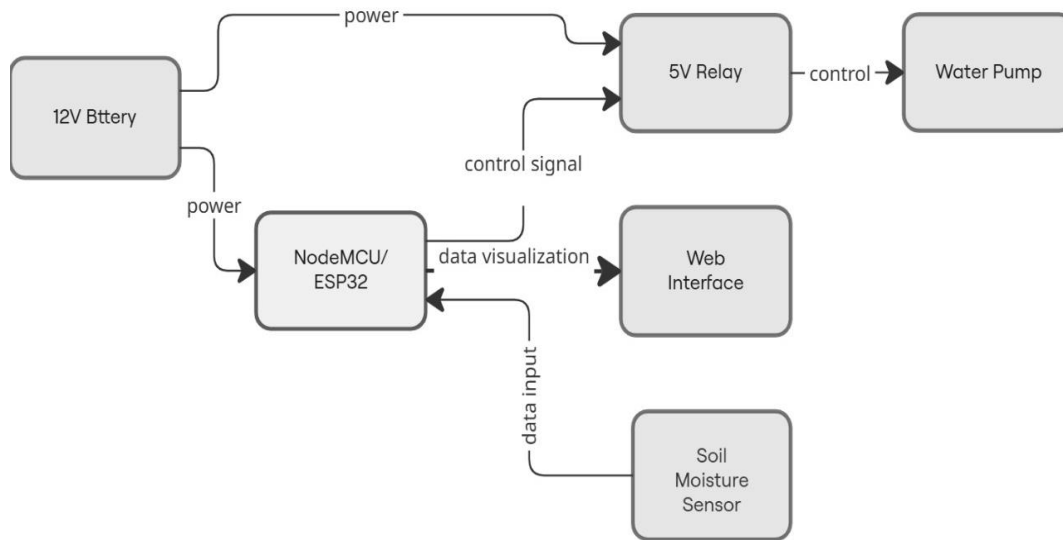 power
5V Relay
control
Water Pump
12V Bttery
control signal
power
NodeMCU/
ESP32
data visualization
Web
Interface
data input
Soil
Moisture
Sensor